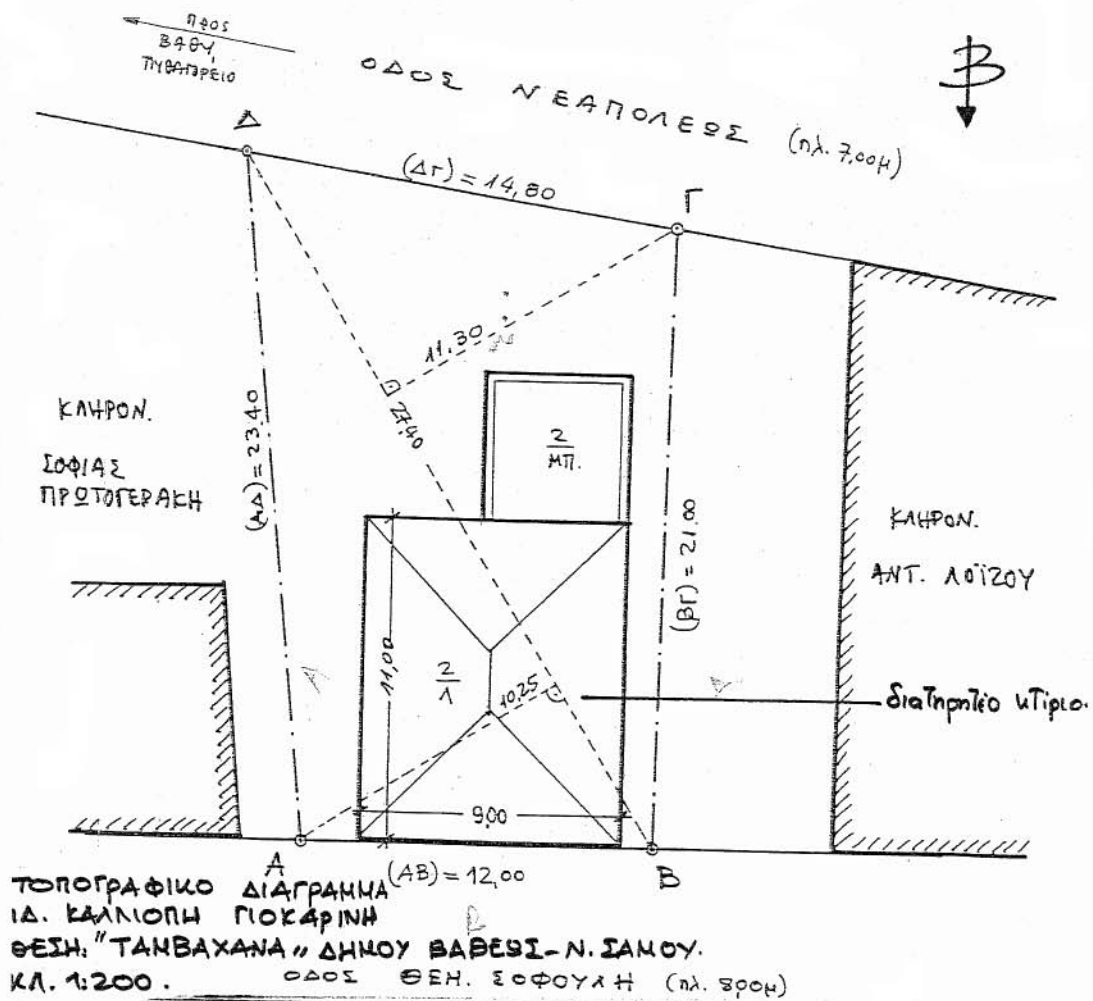 προς
ΒΑΘΥ,
ΠΥΘΑΓΟΡΕΙΟ
ΟΔΟΣ ΝΕΑΠΟΛΕΩΣ (πλ. 7,00μ)
Β
Δ
(ΔΓ) = 14,80
Γ
11,30
27,40
ΚΛΗΡΟΝ.
ΣΟΦΙΑΣ
ΠΡΩΤΟΓΕΡΑΚΗ
(ΑΔ) = 23.40
2
ΜΠ.
(ΒΓ) = 21.00
ΚΛΗΡΟΝ.
ΑΝΤ. ΛΟΪΖΟΥ
11,00
2
1
10,25
διατηρητέο κτίριο.
9,00
Α
(ΑΒ) = 12,00
Β
ΤΟΠΟΓΡΑΦΙΚΟ ΔΙΑΓΡΑΜΜΑ
ΙΔ. ΚΑΛΛΙΟΠΗ ΓΙΟΚΑΡΙΝΗ
ΘΕΣΗ: "ΤΑΜΒΑΧΑΝΑ" ΔΗΜΟΥ ΒΑΘΕΩΣ - Ν. ΣΑΜΟΥ.
ΚΛ. 1:200.
ΟΔΟΣ ΘΕΜ. ΣΟΦΟΥΛΗ (πλ. 8,00μ)